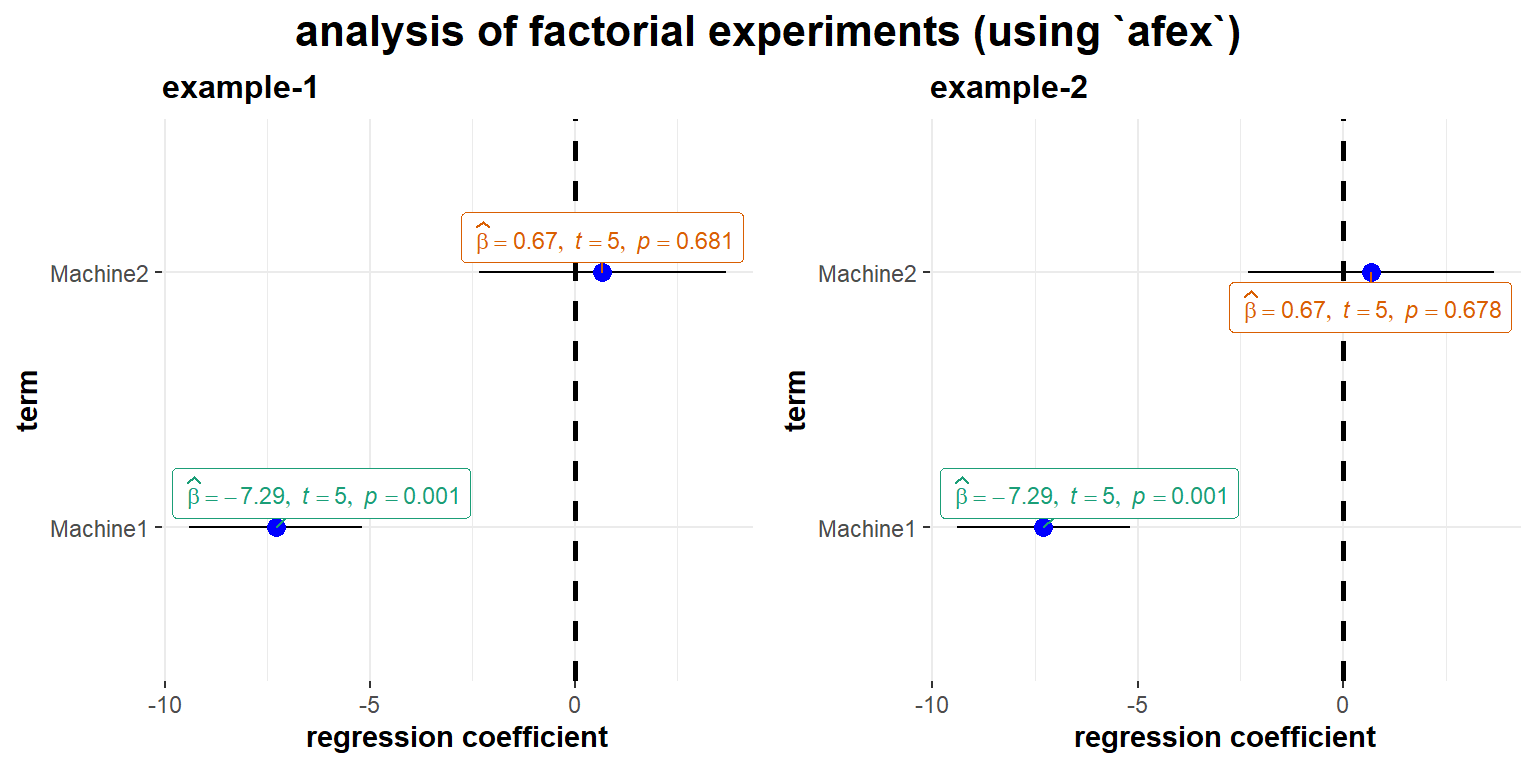 analysis of factorial experiments (using `afex`)
example-1
β̂ = 0.67, t = 5, p = 0.681
Machine2
β̂ = −7.29, t = 5, p = 0.001
Machine1
term
-10 -5 0
regression coefficient
example-2
Machine2
β̂ = 0.67, t = 5, p = 0.678
β̂ = −7.29, t = 5, p = 0.001
Machine1
term
-10 -5 0
regression coefficient